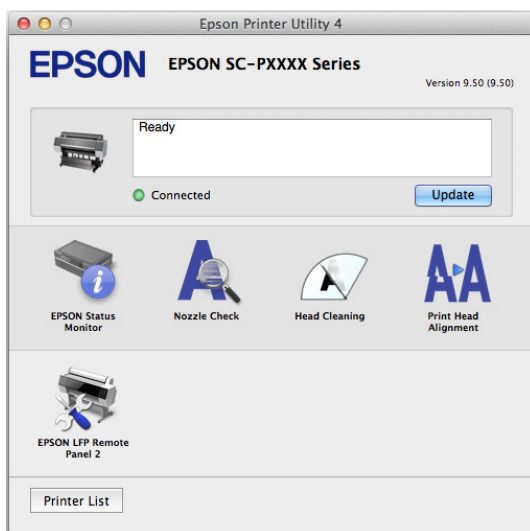 Epson Printer Utility 4
EPSON
EPSON SC-PXXXX Series
Version 9.50 (9.50)
Ready
Connected
Update
EPSON Status
Monitor
Nozzle Check
Head Cleaning
Print Head
Alignment
EPSON LFP Remote
Panel 2
Printer List